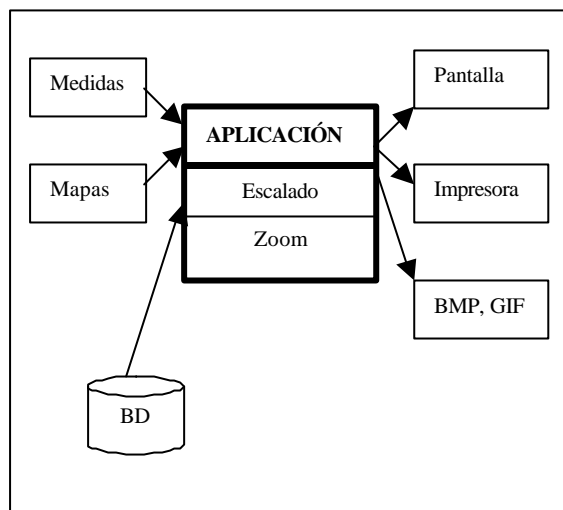 Medidas
Mapas
APLICACIÓN
Escalado
Zoom
BD
Pantalla
Impresora
BMP, GIF